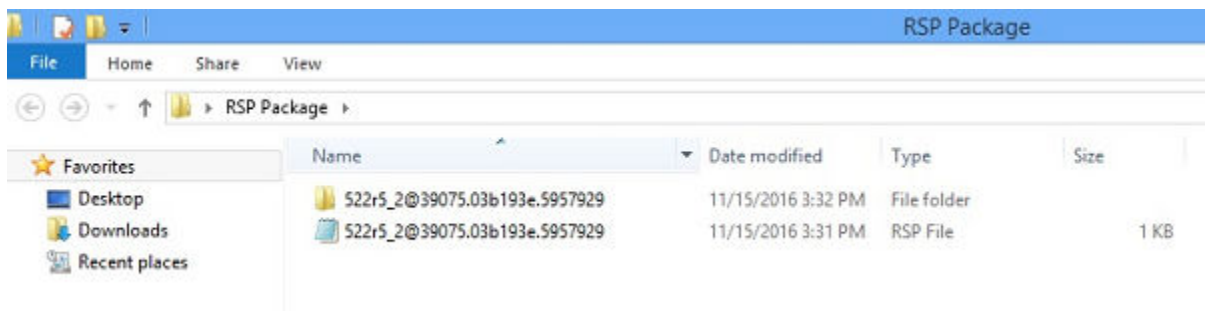 RSP Package
File Home Share View
RSP Package
Favorites
Desktop
Downloads
Recent places
Name Date modified Type Size
522r5_2@39075.03b193e.5957929 11/15/2016 3:32 PM File folder
522r5_2@39075.03b193e.5957929 11/15/2016 3:31 PM RSP File 1 KB